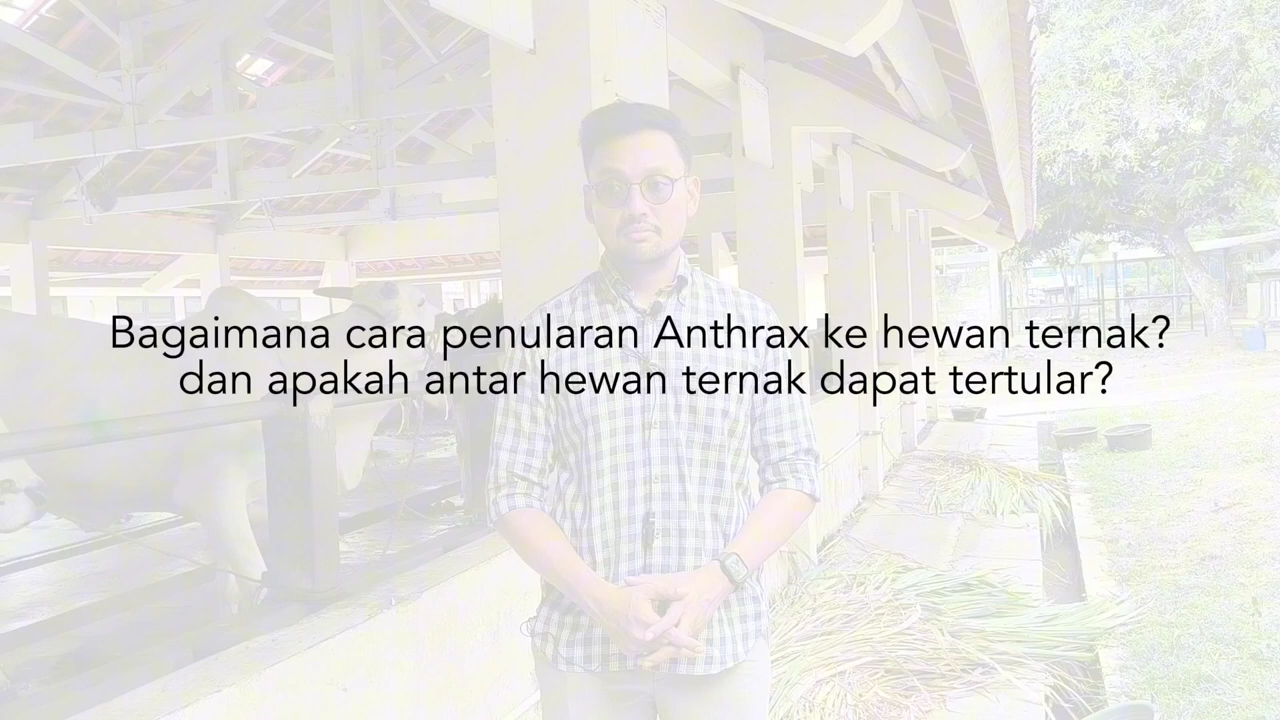 Bagaimana cara penularan Anthrax ke hewan ternak?
dan apakah antar hewan ternak dapat tertular?